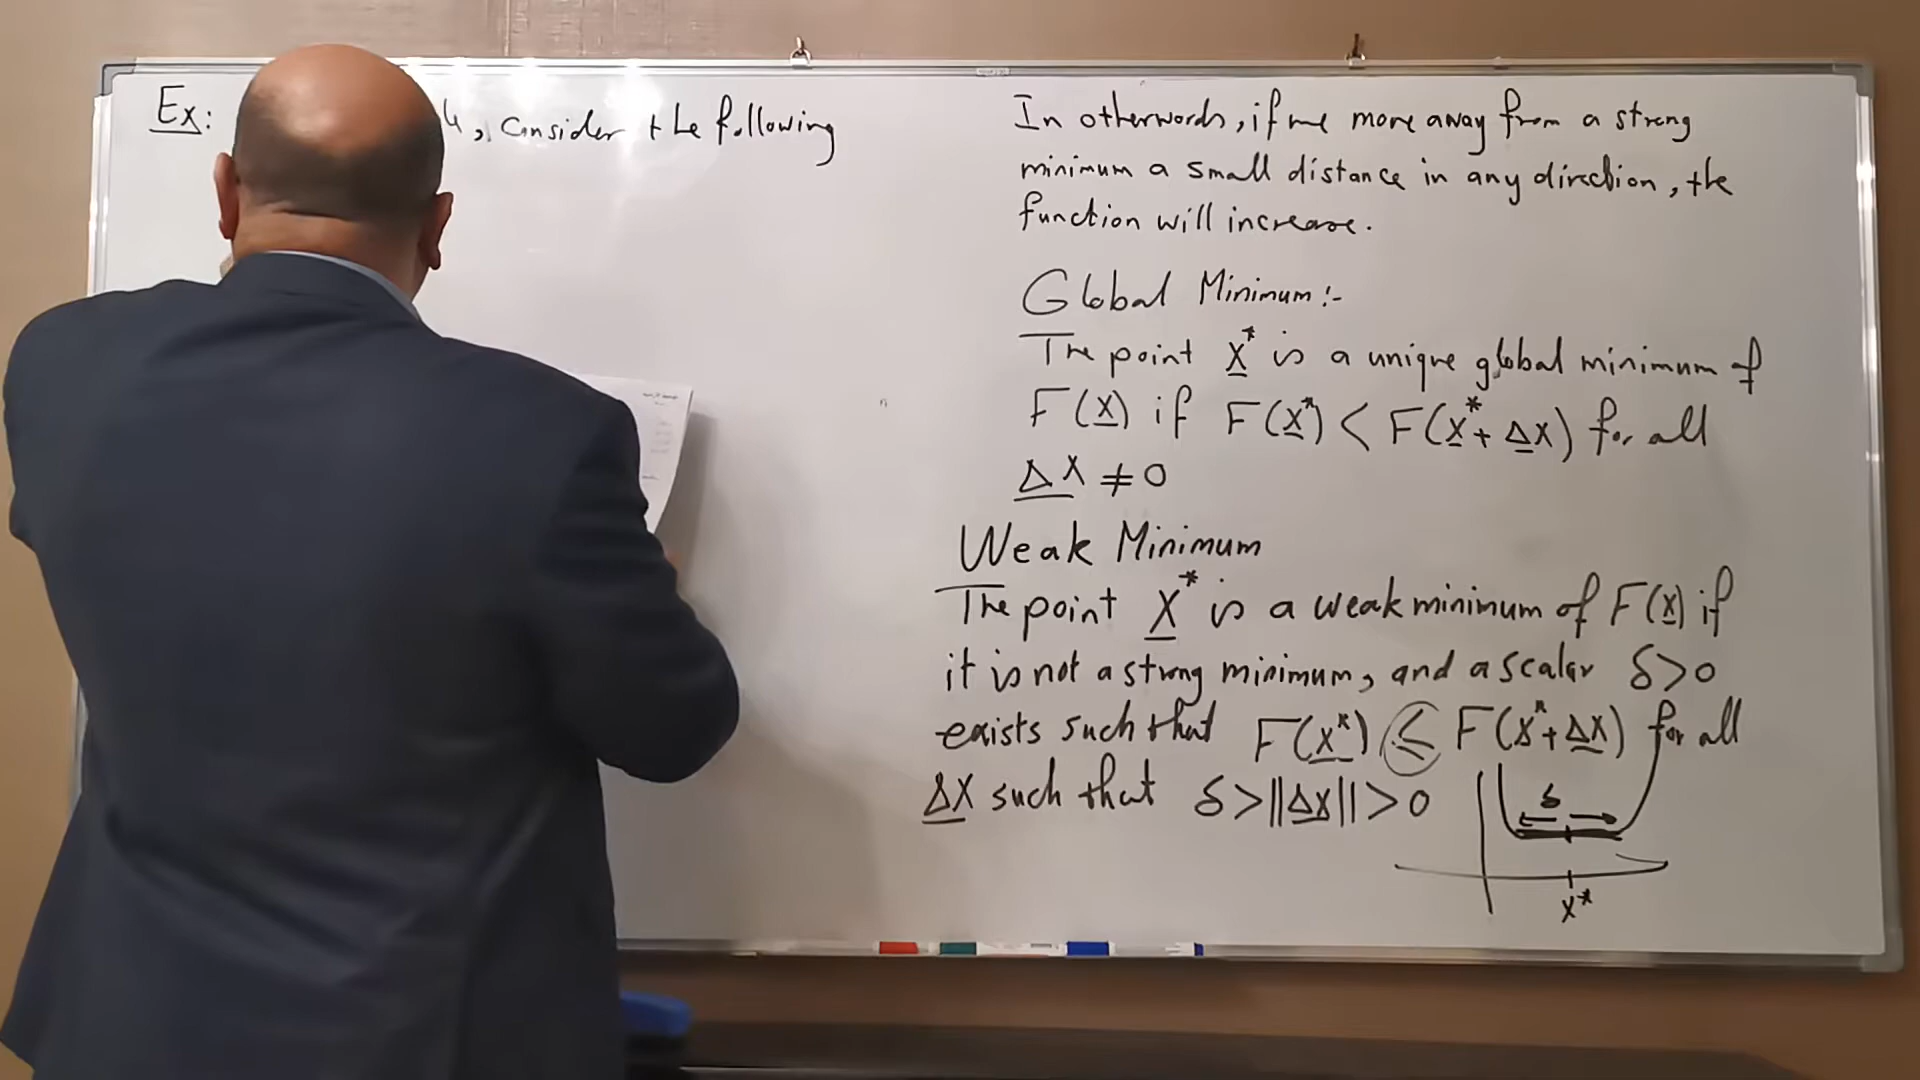 Ex: , Consider the following
In otherwords, if we move away from a strong
minimum a small distance in any direction, the
function will increase.
Global Minimum:-
The point X* is a unique global minimum of
F(X) if F(X*) < F(X*+ ΔX) for all
ΔX ≠ 0
Weak Minimum
The point X* is a weak minimum of F(X) if
it is not a strong minimum, and a scalar δ>0
exists such that F(X*) ≤ F(X*+ΔX) for all
ΔX such that δ>||ΔX||>0
δ
X*